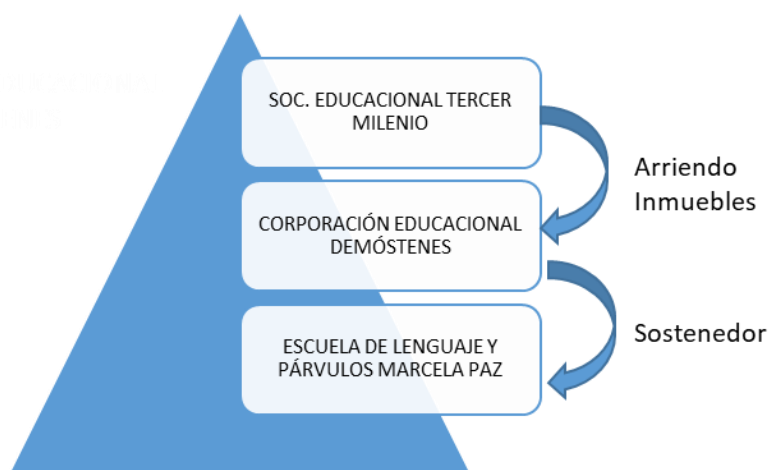 SOC. EDUCACIONAL TERCER
MILENIO
Arriendo
Inmuebles
CORPORACIÓN EDUCACIONAL
DEMÓSTENES
Sostenedor
ESCUELA DE LENGUAJE Y
PÁRVULOS MARCELA PAZ